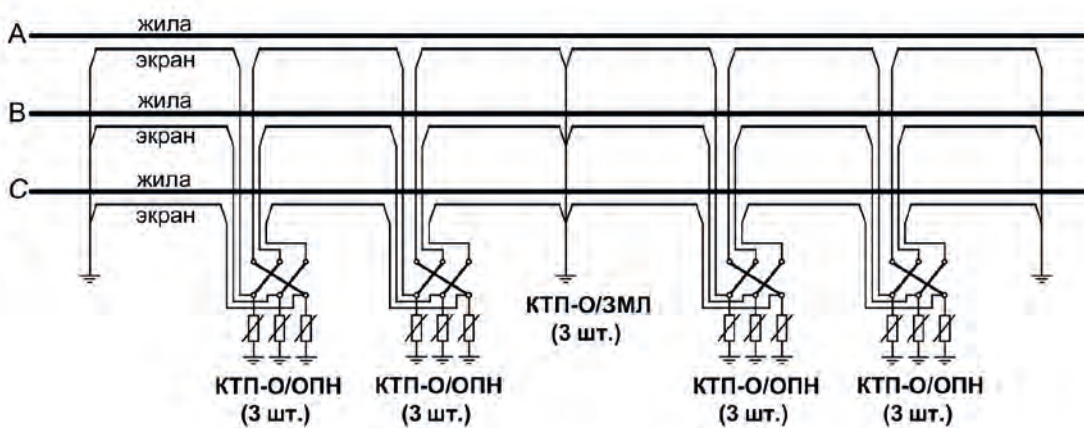 A
жила
экран
B
жила
экран
C
жила
экран
КТП-О/ЗМЛ
(3 шт.)
КТП-О/ОПН
(3 шт.)
КТП-О/ОПН
(3 шт.)
КТП-О/ОПН
(3 шт.)
КТП-О/ОПН
(3 шт.)